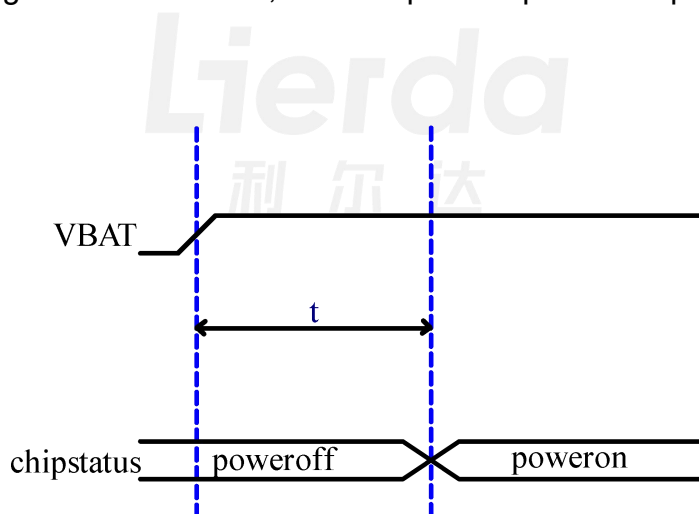 Lierda
利尔达
VBAT
t
chipstatus
poweroff
poweron